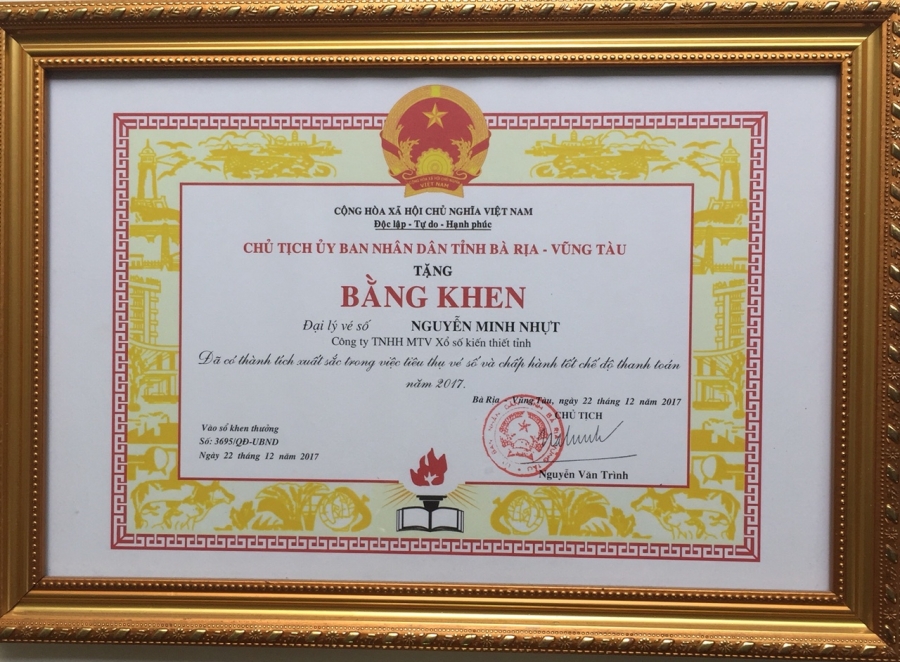 VIỆT NAM
CỘNG HÒA XÃ HỘI CHỦ NGHĨA VIỆT NAM
Độc lập - Tự do - Hạnh phúc
CHỦ TỊCH ỦY BAN NHÂN DÂN TỈNH BÀ RỊA - VŨNG TÀU
TẶNG
BẰNG KHEN
Đại lý vé số NGUYỄN MINH NHỰT
Công ty TNHH MTV Xổ số kiến thiết tỉnh
Đã có thành tích xuất sắc trong việc tiêu thụ vé số và chấp hành tốt chế độ thanh toán
năm 2017.
Bà Rịa - Vũng Tàu, ngày 22 tháng 12 năm 2017
CHỦ TỊCH
Vào sổ khen thưởng
Số: 3695/QĐ-UBND
Ngày 22 tháng 12 năm 2017
Nguyễn Văn Trình